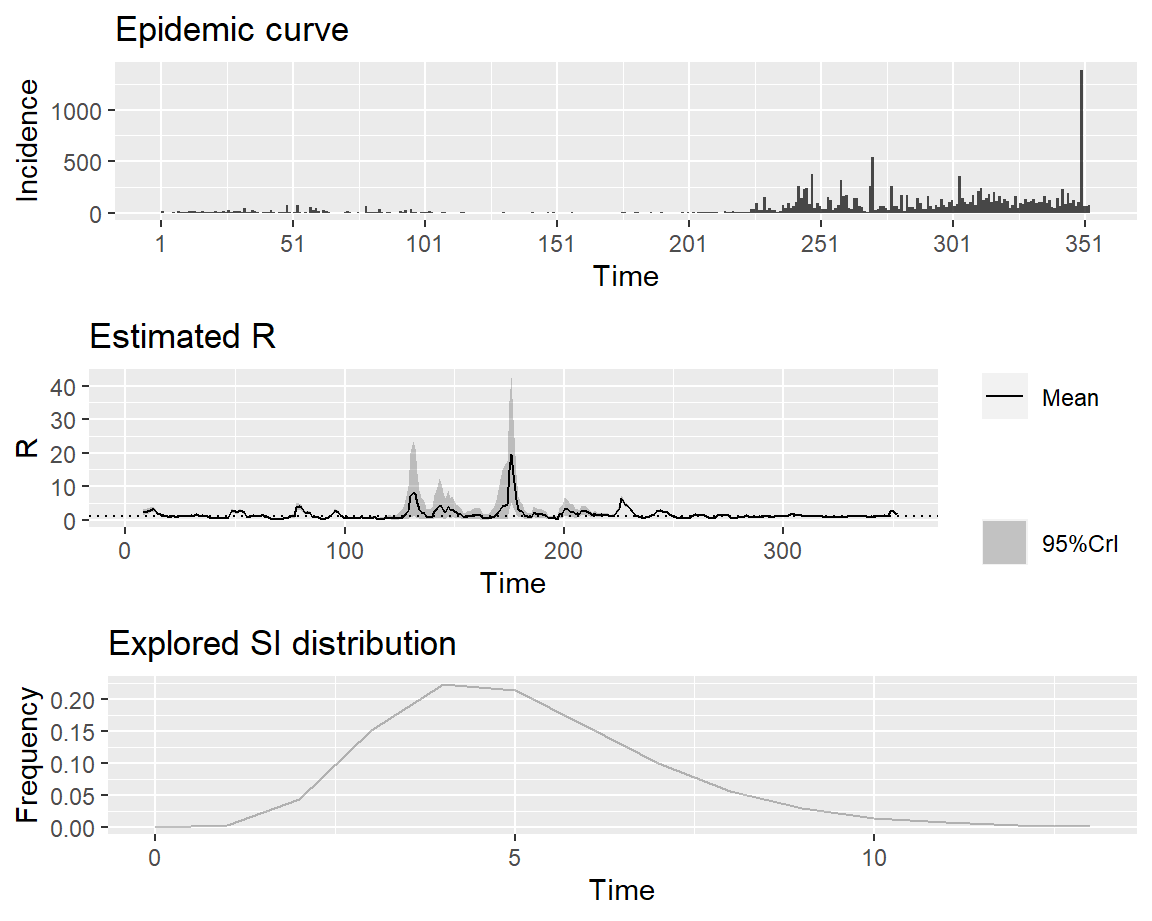 Epidemic curve
Incidence
1000
500
0
1 51 101 151 201 251 301 351
Time
Estimated R
R
40
30
20
10
0
0 100 200 300
Time
Mean
95%CrI
Explored SI distribution
Frequency
0.20
0.15
0.10
0.05
0.00
0 5 10
Time